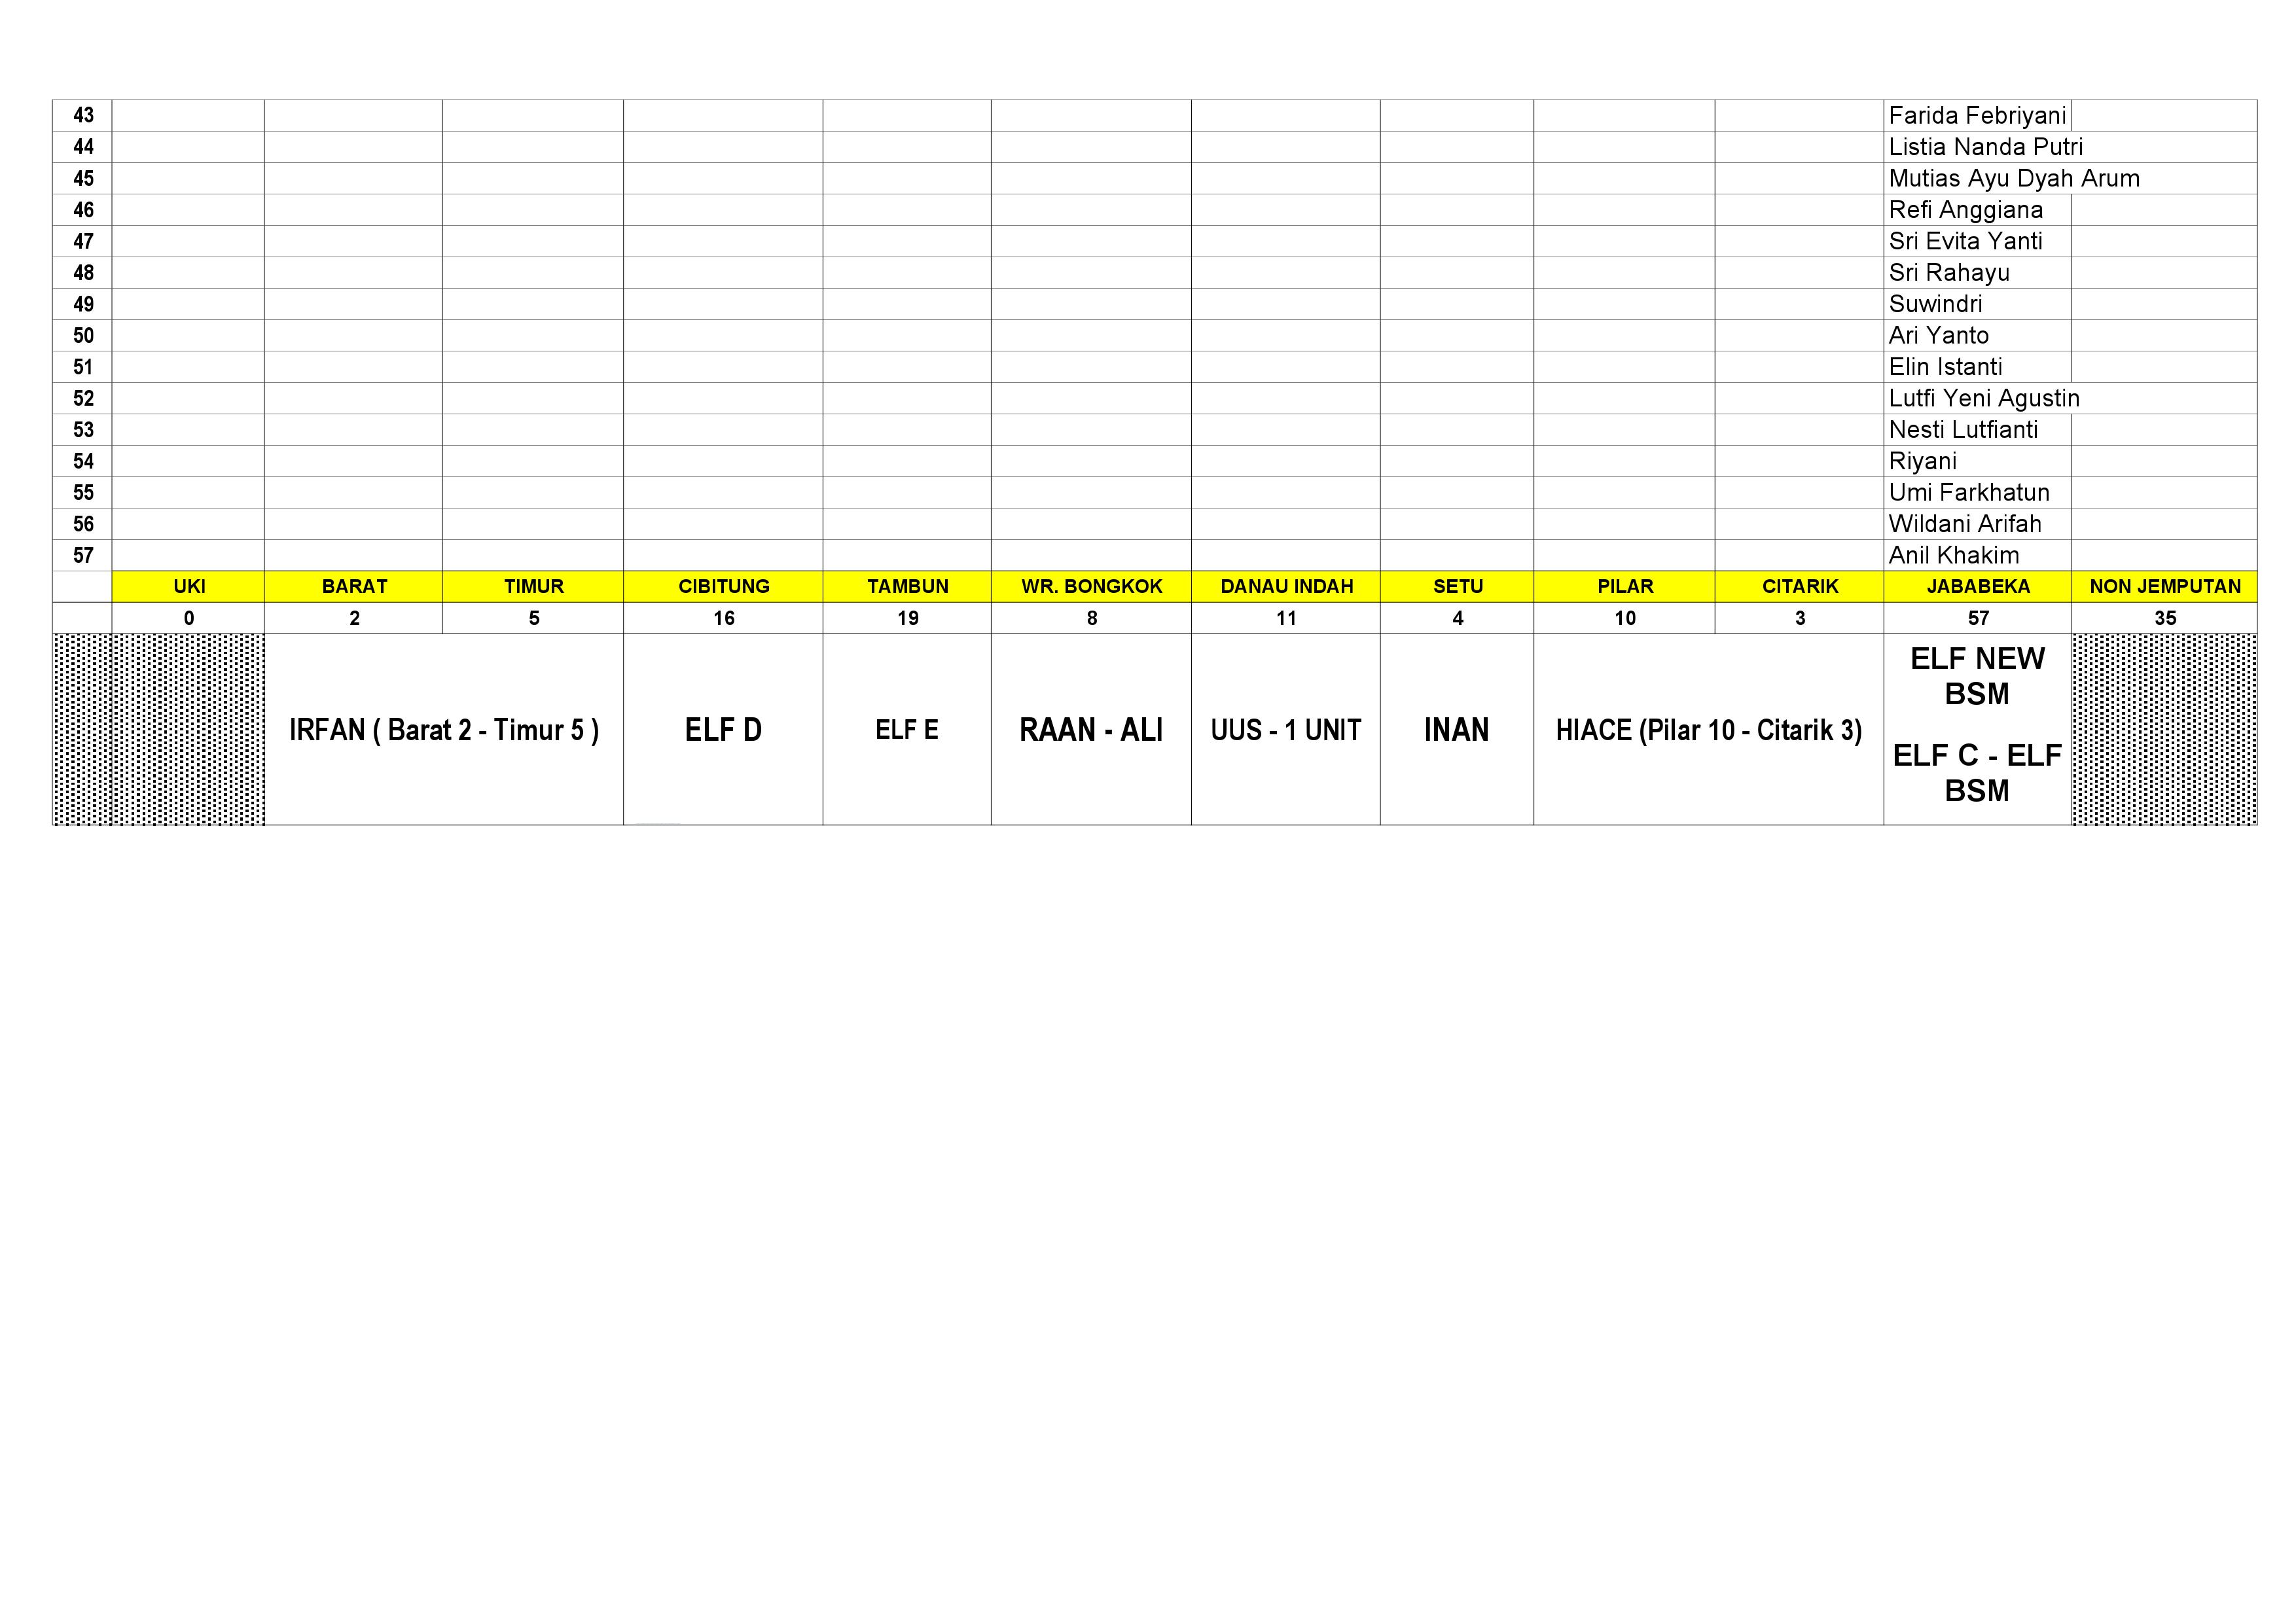 43 Farida Febriyani
44 Listia Nanda Putri
45 Mutias Ayu Dyah Arum
46 Refi Anggiana
47 Sri Evita Yanti
48 Sri Rahayu
49 Suwindri
50 Ari Yanto
51 Elin Istanti
52 Lutfi Yeni Agustin
53 Nesti Lutfianti
54 Riyani
55 Umi Farkhatun
56 Wildani Arifah
57 Anil Khakim
UKI BARAT TIMUR CIBITUNG TAMBUN WR. BONGKOK DANAU INDAH SETU PILAR CITARIK JABABEKA NON JEMPUTAN
0 2 5 16 19 8 11 4 10 3 57 35
IRFAN ( Barat 2 - Timur 5 ) ELF D ELF E RAAN - ALI UUS - 1 UNIT INAN HIACE (Pilar 10 - Citarik 3)
ELF NEW
BSM
ELF C - ELF
BSM